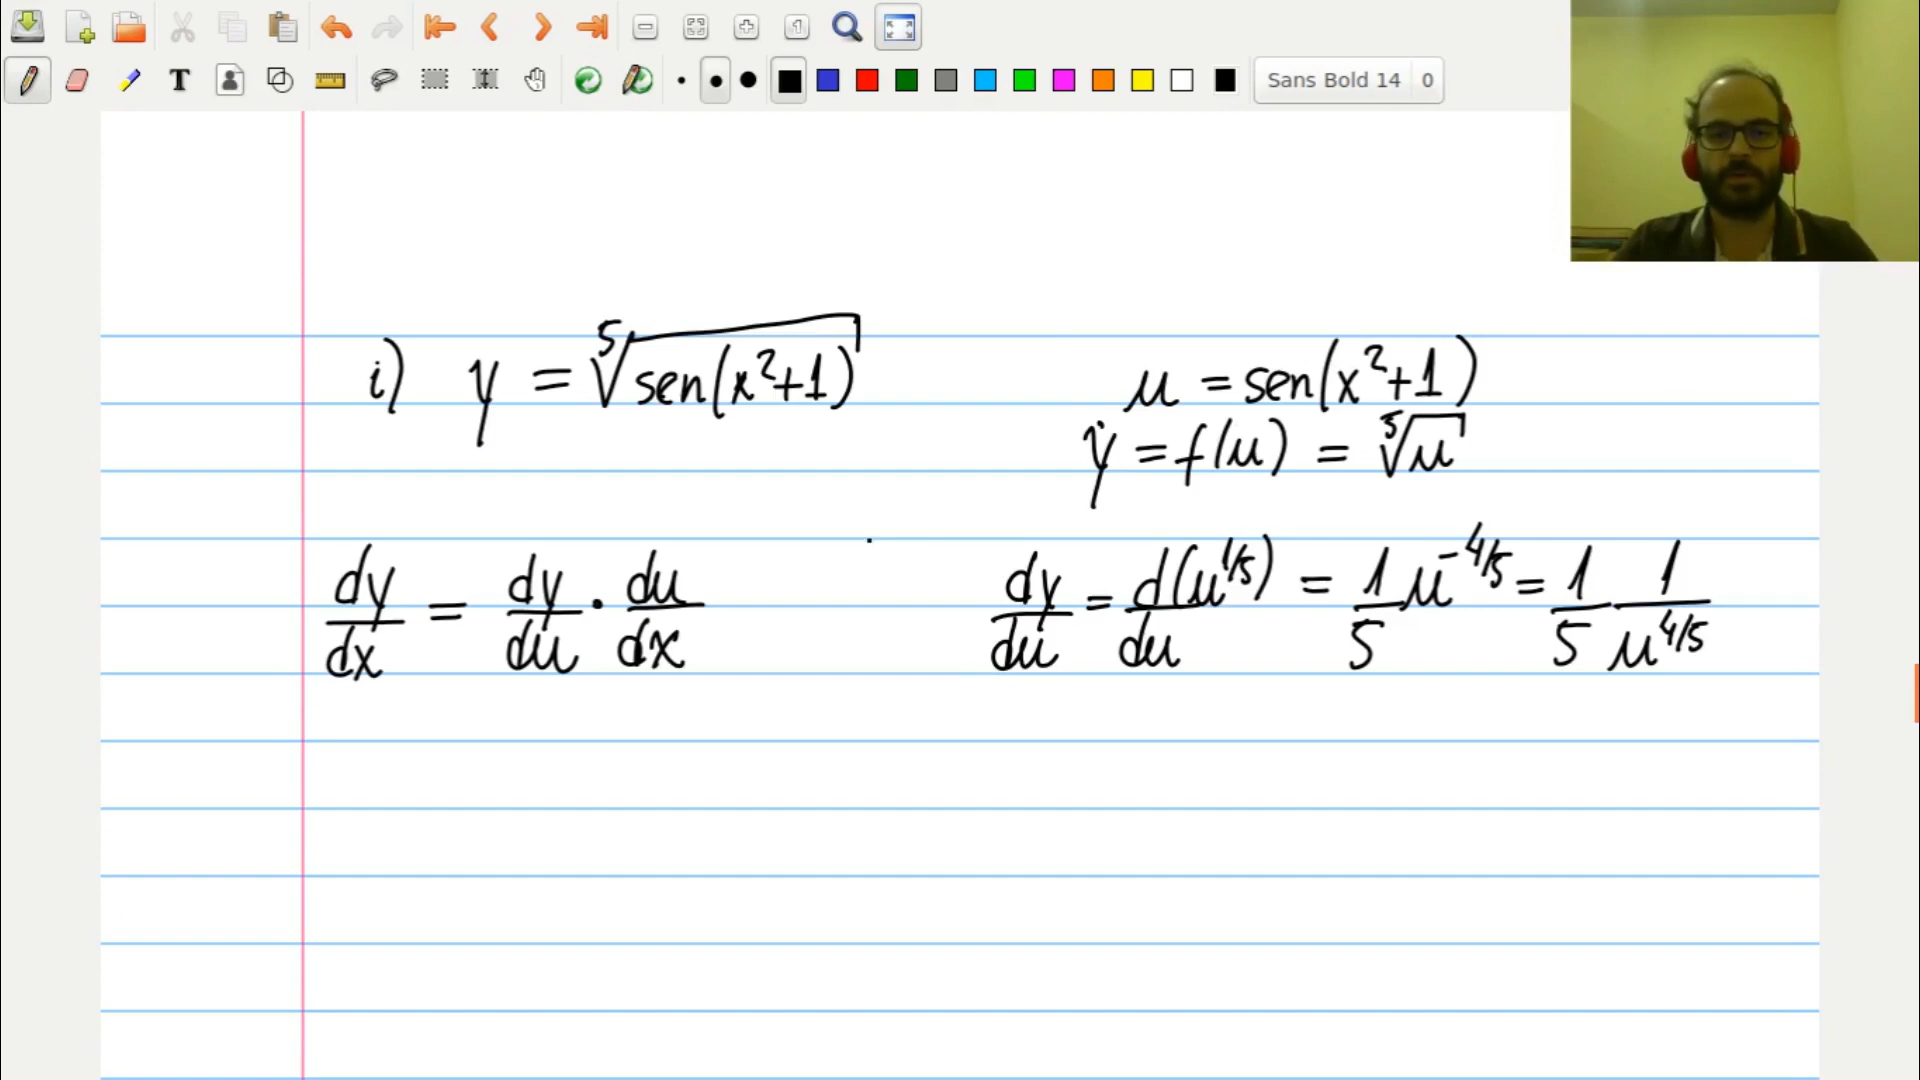 T Sans Bold 14 0
i) y = ⁵√sen(x²+1)
u = sen(x²+1)
y = f(u) = ⁵√u
dy/dx = dy/du · du/dx
dy/du = d(u^1/5)/du = 1/5 u^-4/5 = 1/5 1/u^4/5